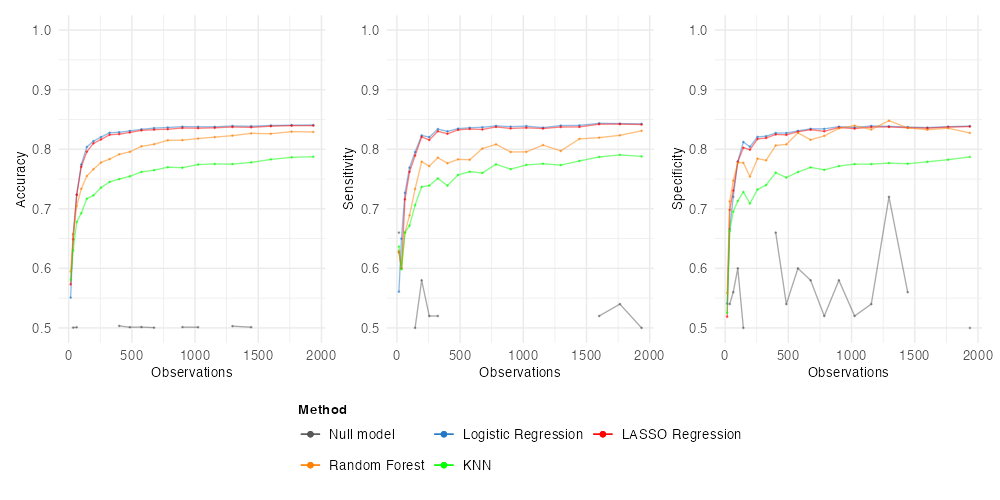 1.0
0.9
0.8
0.7
0.6
0.5
Accuracy
0 500 1000 1500 2000
Observations
1.0
0.9
0.8
0.7
0.6
0.5
Sensitivity
0 500 1000 1500 2000
Observations
1.0
0.9
0.8
0.7
0.6
0.5
Specificity
0 500 1000 1500 2000
Observations
Method
Null model Logistic Regression LASSO Regression
Random Forest KNN